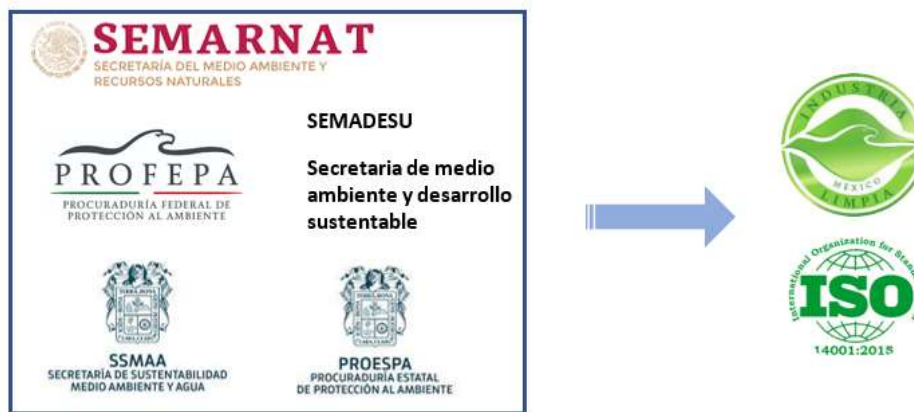 SEMARNAT
SECRETARÍA DEL MEDIO AMBIENTE Y
RECURSOS NATURALES
PROFEPA
PROCURADURÍA FEDERAL DE
PROTECCIÓN AL AMBIENTE
SEMADESU
Secretaria de medio
ambiente y desarrollo
sustentable
SSMAA
SECRETARÍA DE SUSTENTABILIDAD
MEDIO AMBIENTE Y AGUA
PROESPA
PROCURADURÍA ESTATAL
DE PROTECCIÓN AL AMBIENTE
INDUSTRIA
MÉXICO
LIMPIA
International Organization for
ISO
14001:2015